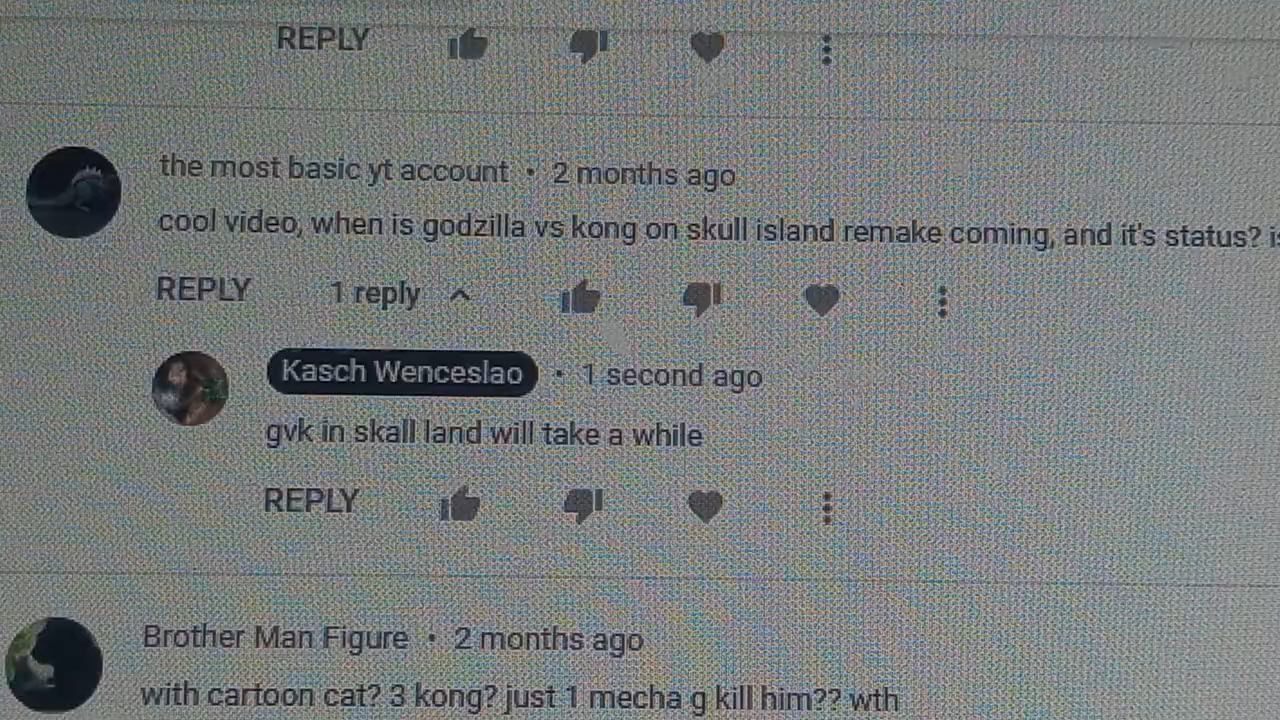 REPLY
the most basic yt account • 2 months ago
cool video, when is godzilla vs kong on skull island remake coming, and it's status?
REPLY 1 reply
Kasch Wenceslao • 1 second ago
gvk in skall land will take a while
REPLY
Brother Man Figure • 2 months ago
with cartoon cat? 3 kong? just 1 mecha g kill him?? wth